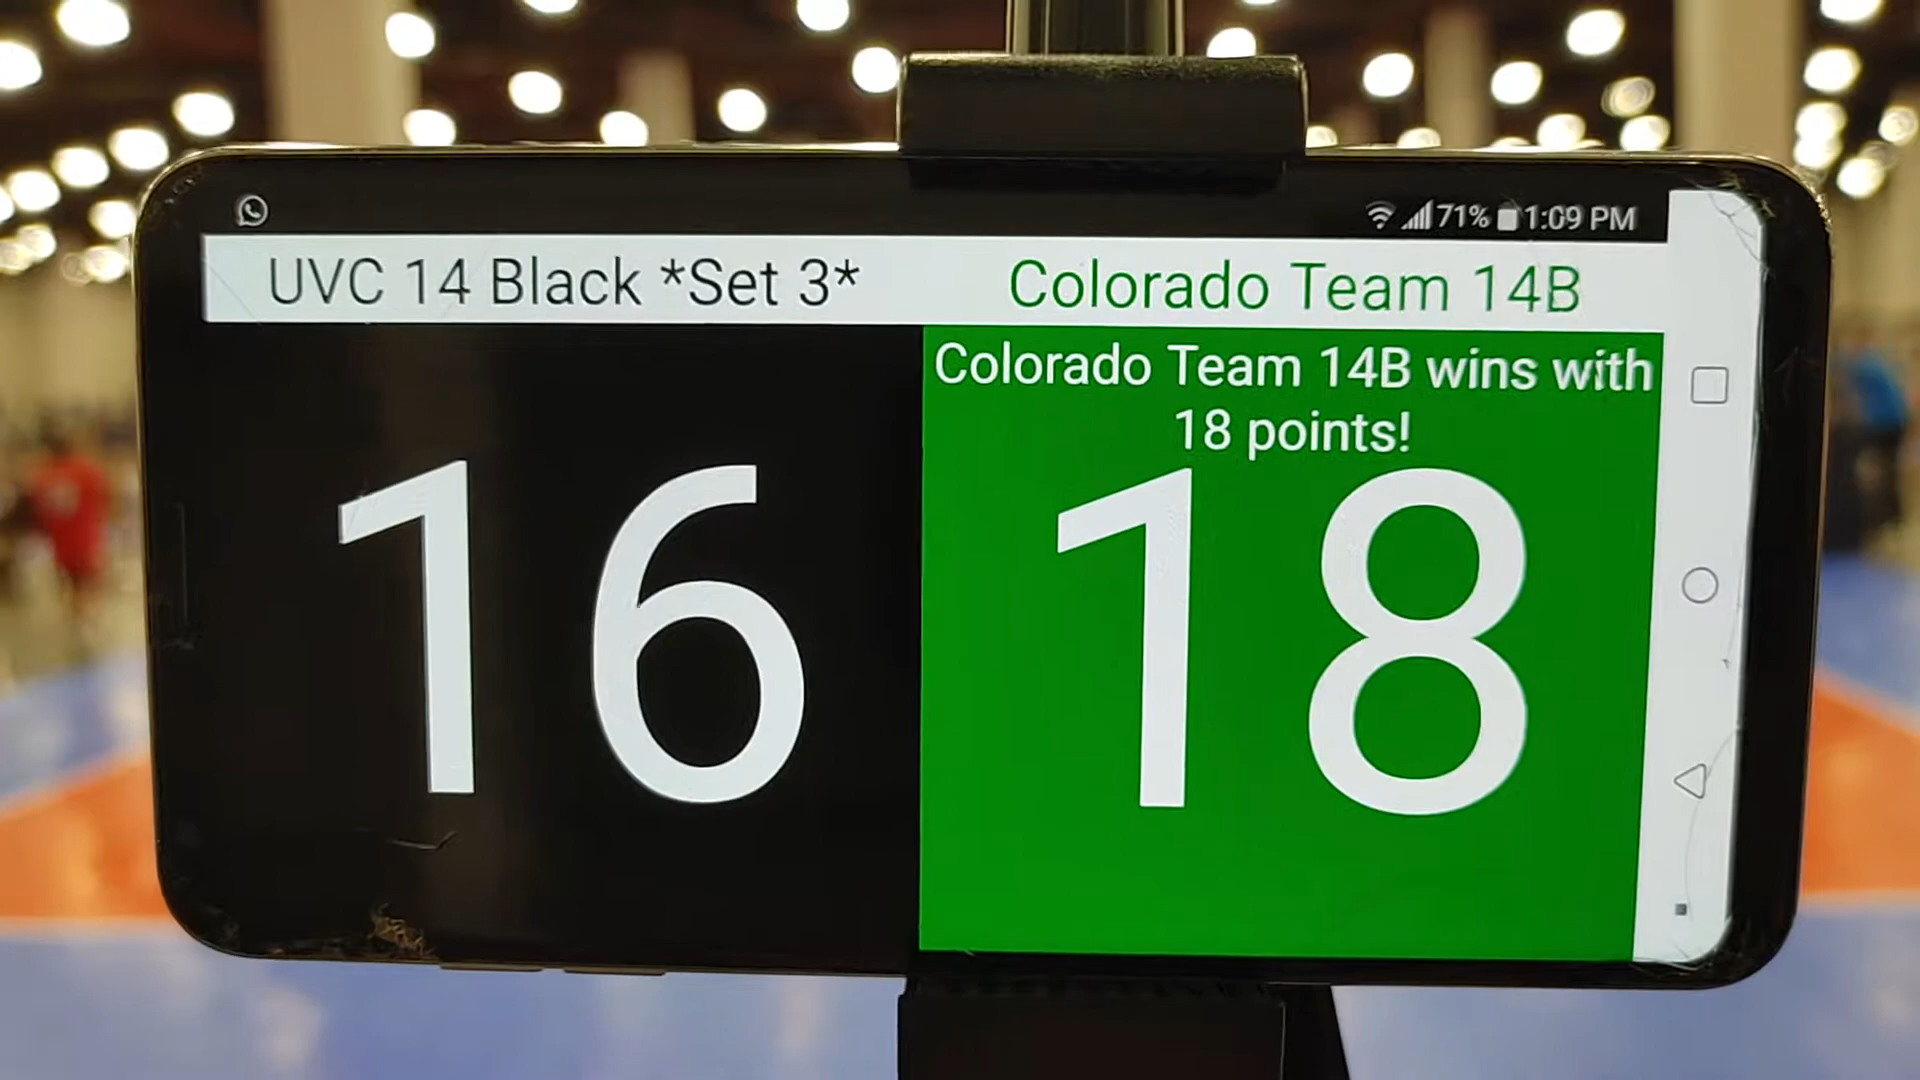 71% 1:09 PM
UVC 14 Black *Set 3*
Colorado Team 14B
Colorado Team 14B wins with
18 points!
16
18